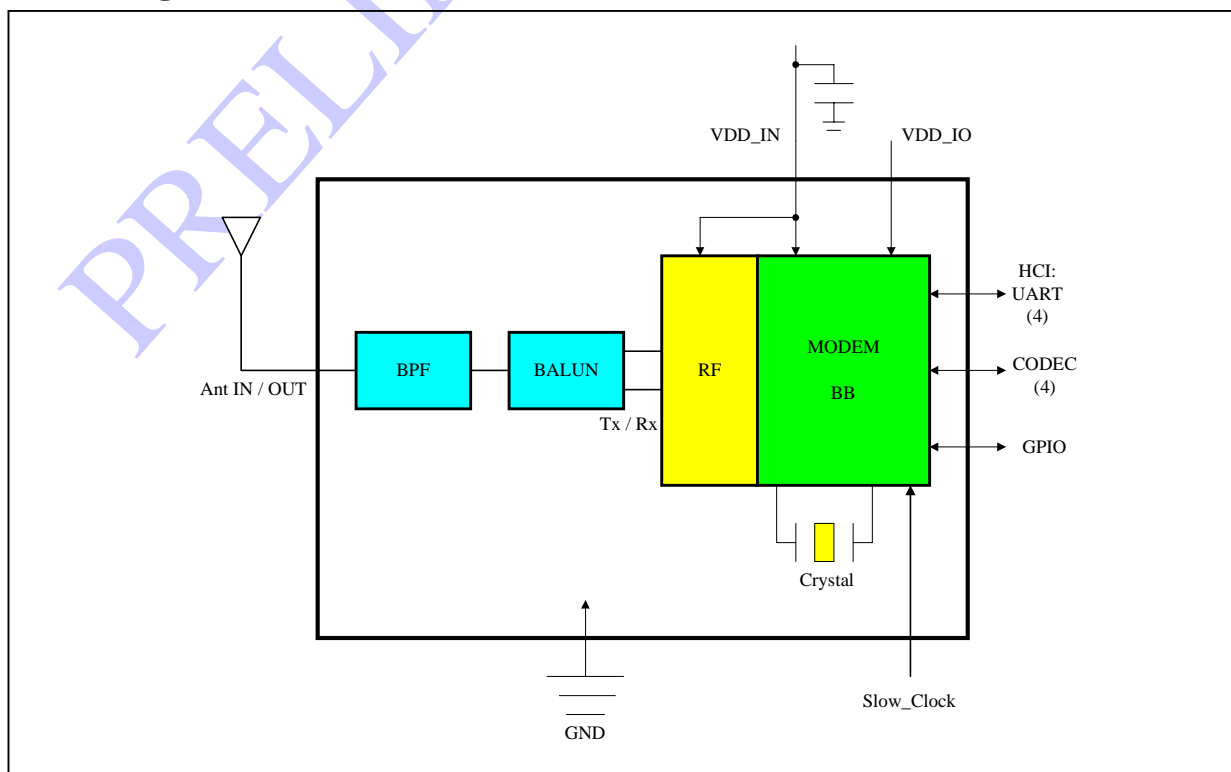 PRELI
VDD_IN
VDD_IO
HCI:
UART
(4)
MODEM
BB
BPF
BALUN
RF
CODEC
(4)
Ant IN / OUT
Tx / Rx
GPIO
Crystal
Slow_Clock
GND